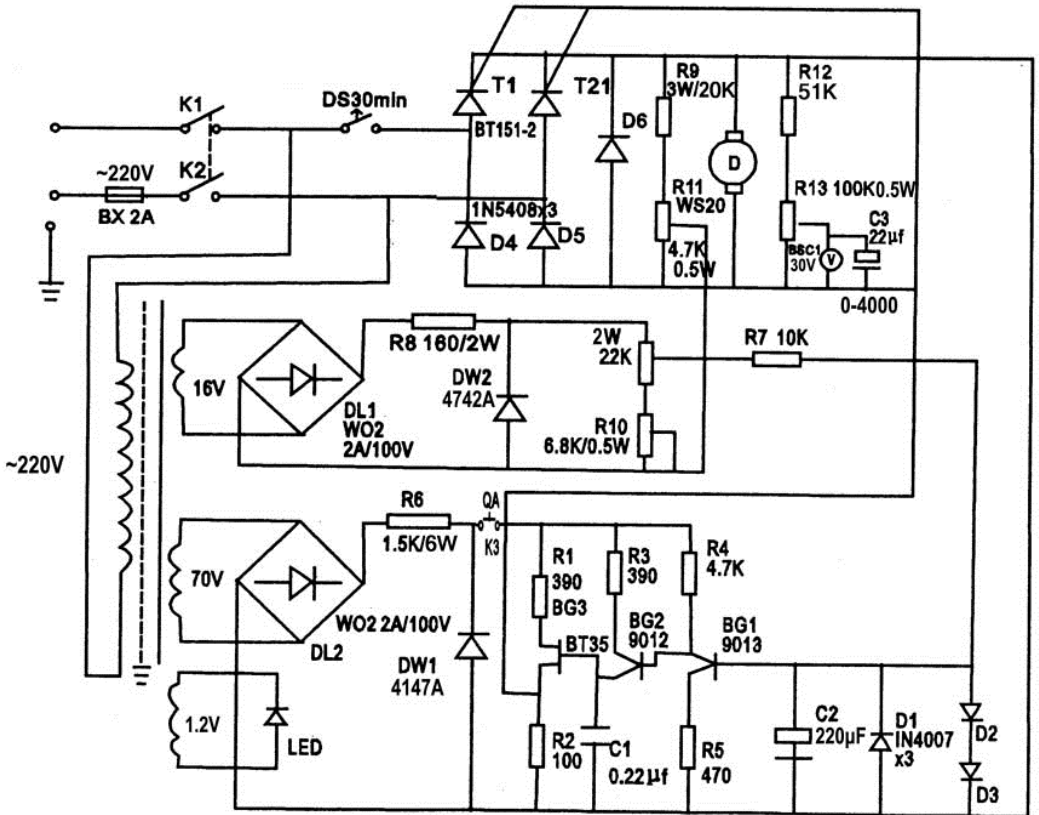 K1
DS30min
T1
T21
BT151-2
R9
3W/20K
R12
51K
D6
D
~220V
K2
BX 2A
R11
WS20
R13 100K0.5W
1N5408x3
D4
D5
4.7K
0.5W
BSC1
30V
V
C3
22µf
0-4000
R8 160/2W
2W
22K
R7 10K
16V
DW2
4742A
DL1
WO2
2A/100V
R10
6.8K/0.5W
~220V
R6
1.5K/6W
QA
K3
R1
390
BG3
R3
390
R4
4.7K
70V
WO2 2A/100V
DL2
BT35
BG2
9012
BG1
9013
DW1
4147A
1.2V
LED
R2
100
C1
0.22µf
R5
470
C2
220µF
D1
IN4007
x3
D2
D3